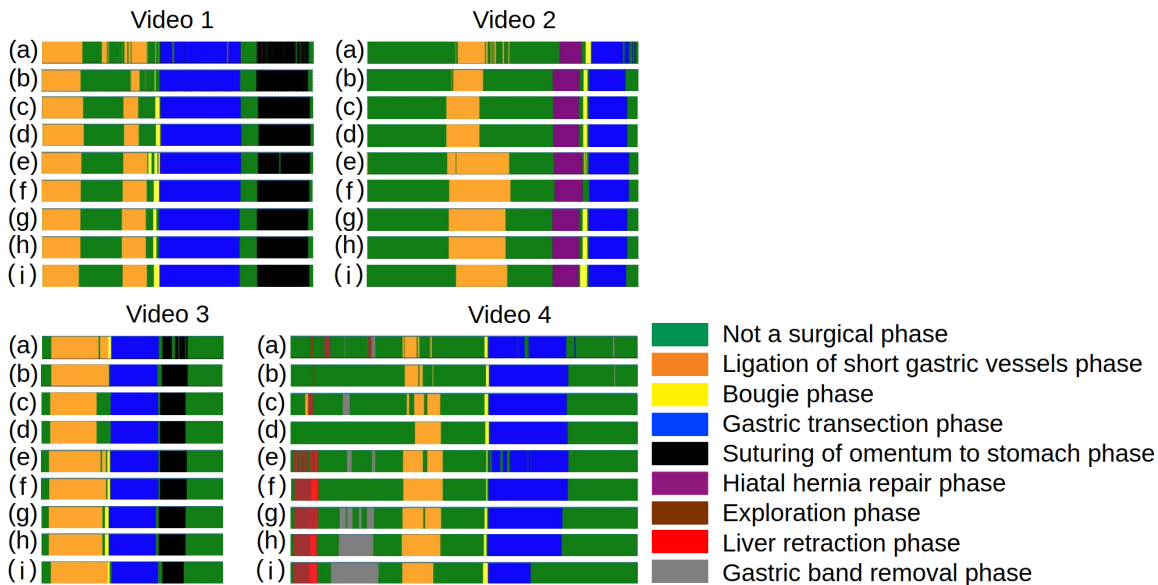 Video 1
(a)
(b)
(c)
(d)
(e)
(f)
(g)
(h)
(i)
Video 2
(a)
(b)
(c)
(d)
(e)
(f)
(g)
(h)
(i)
Video 3
(a)
(b)
(c)
(d)
(e)
(f)
(g)
(h)
(i)
Video 4
(a)
(b)
(c)
(d)
(e)
(f)
(g)
(h)
(i)
Not a surgical phase
Ligation of short gastric vessels phase
Bougie phase
Gastric transection phase
Suturing of omentum to stomach phase
Hiatal hernia repair phase
Exploration phase
Liver retraction phase
Gastric band removal phase